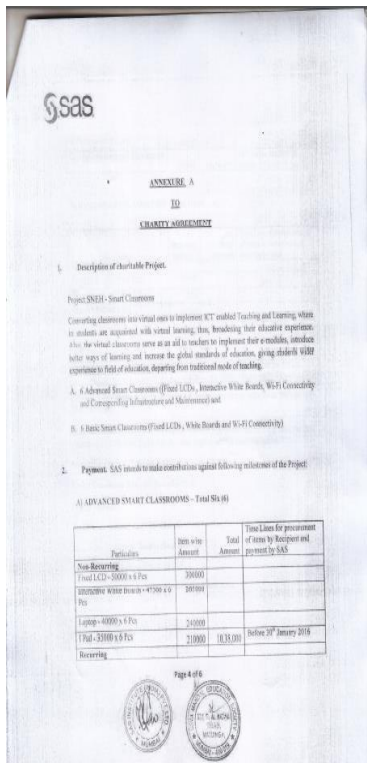 sas
ANNEXURE A
TO
CHARITY AGREEMENT
1. Description of charitable Project.
Project SNEH - Smart Classrooms
Converting classrooms into virtual ones to implement ICT enabled Teaching and Learning, where
in students are acquainted with virtual learning, thus, broadening their educative experience.
Also, the virtual classrooms serve as an aid to teachers to implement their e-modules, introduce
better ways of learning and increase the global standards of education, giving students wider
experience to field of education, departing from traditional mode of teaching.
A. 6 Advanced Smart Classrooms ((Fixed LCDs, Interactive White Boards, Wi-Fi Connectivity
and Corresponding Infrastructure and Maintenance) and
B. 6 Basic Smart Classrooms (Fixed LCDs, White Boards and Wi-Fi Connectivity)
2. Payment. SAS intends to make contributions against following milestones of the Project:
A) ADVANCED SMART CLASSROOMS – Total Six (6)
Particulars Item wise Amount Total Amount Time Lines for procurement of items by Recipient and payment by SAS
Non-Recurring
Fixed LCD - 50000 x 6 Pcs 300000
Interactive White Boards - x 6
Pcs
Laptop - 40000 x 6 Pcs 240000
I Pad - 35000 x 6 Pcs 210000 10,35,000 Before 30th January 2016
Recurring
Page 4 of 6
MUMBAI